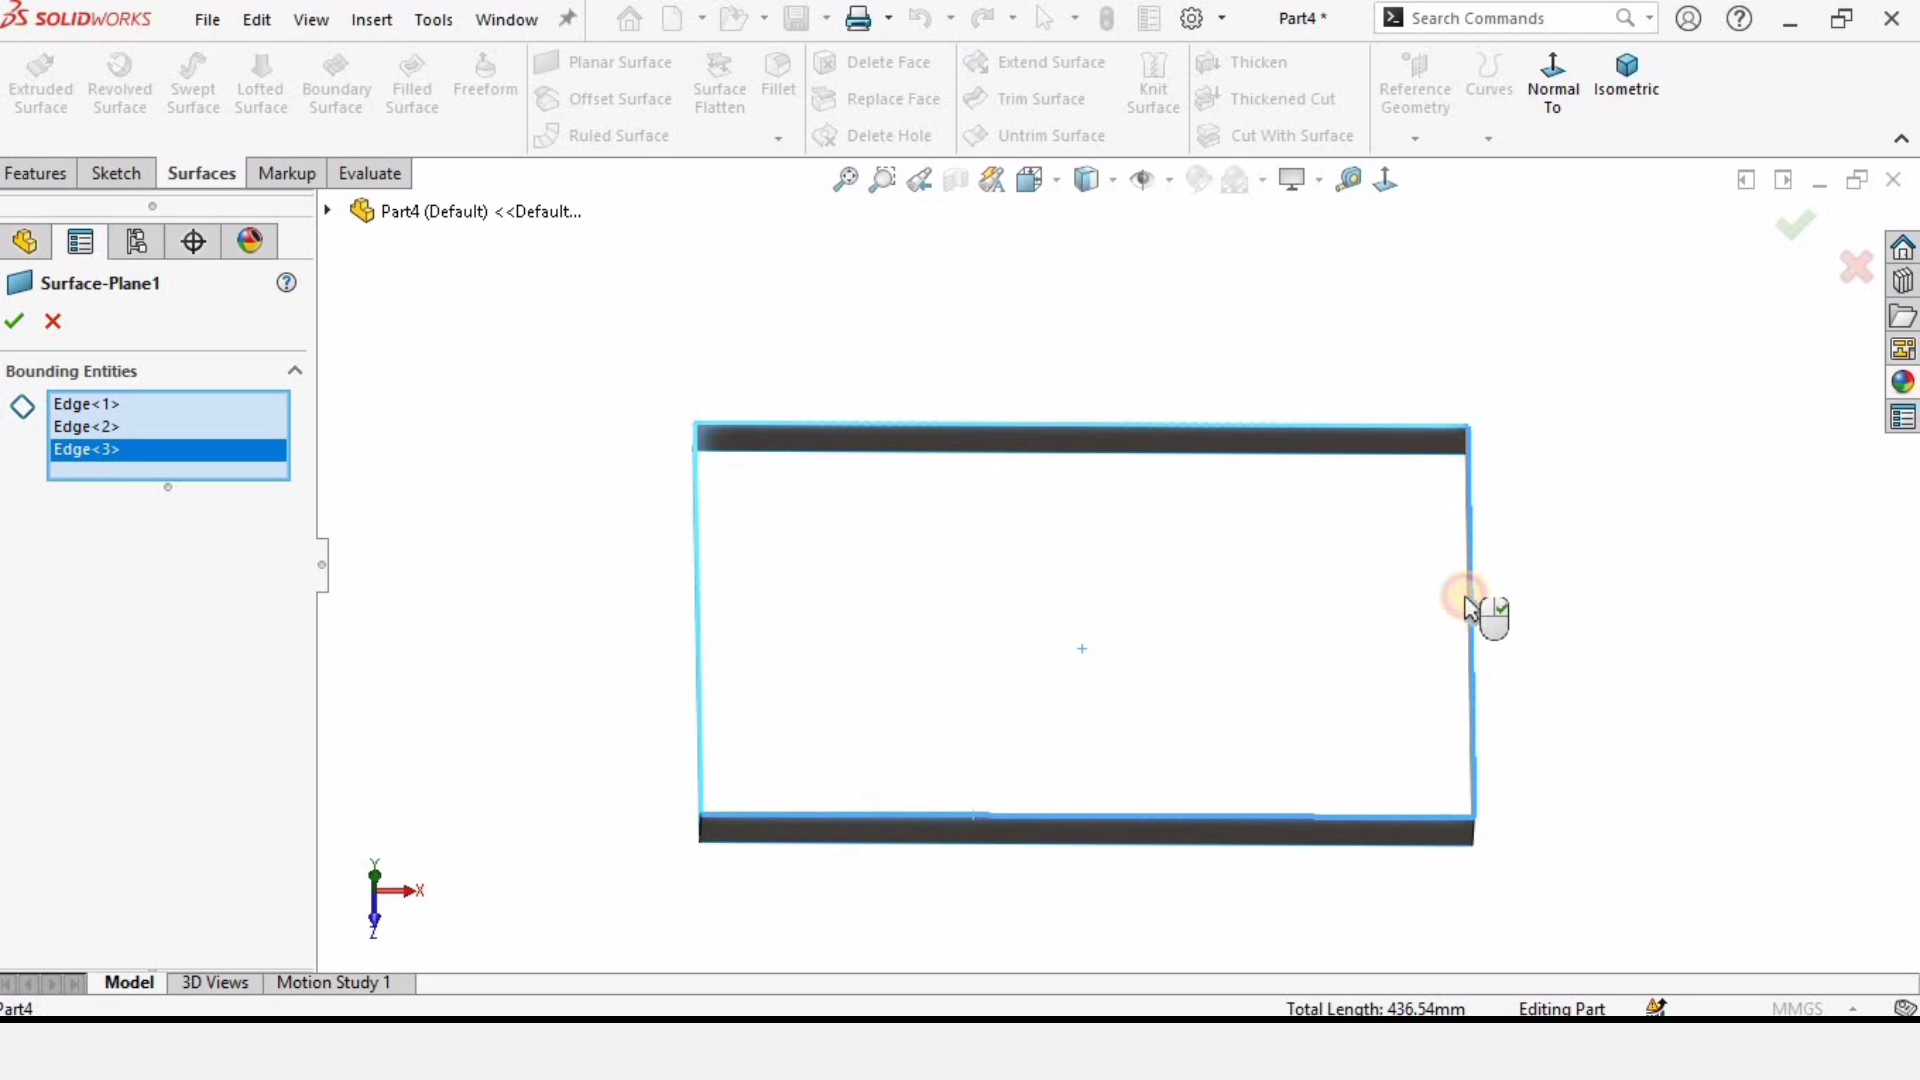 SOLIDWORKS File Edit View Insert Tools Window Part4 * Search Commands
Extruded Surface
Revolved Surface
Swept Surface
Lofted Surface
Boundary Surface
Filled Surface
Freeform
Planar Surface
Offset Surface
Ruled Surface
Surface Flatten
Fillet
Delete Face
Replace Face
Delete Hole
Extend Surface
Trim Surface
Untrim Surface
Knit Surface
Thicken
Thickened Cut
Cut With Surface
Reference Geometry
Curves
Normal To
Isometric
Features Sketch Surfaces Markup Evaluate
Part4 (Default) <<Default...
Surface-Plane1
Bounding Entities
Edge<1>
Edge<2>
Edge<3>
Y
X
Z
Model 3D Views Motion Study 1
Part4 Total Length: 436.54mm Editing Part MMGS